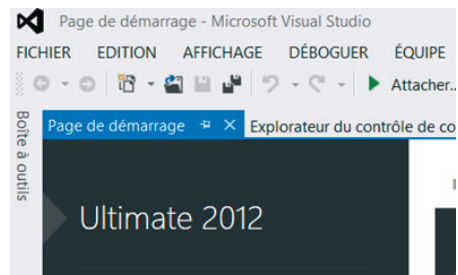 Page de démarrage - Microsoft Visual Studio
FICHIER EDITION AFFICHAGE DÉBOGUER ÉQUIPE
Attacher...
Boîte à outils
Page de démarrage Explorateur du contrôle de co
Ultimate 2012